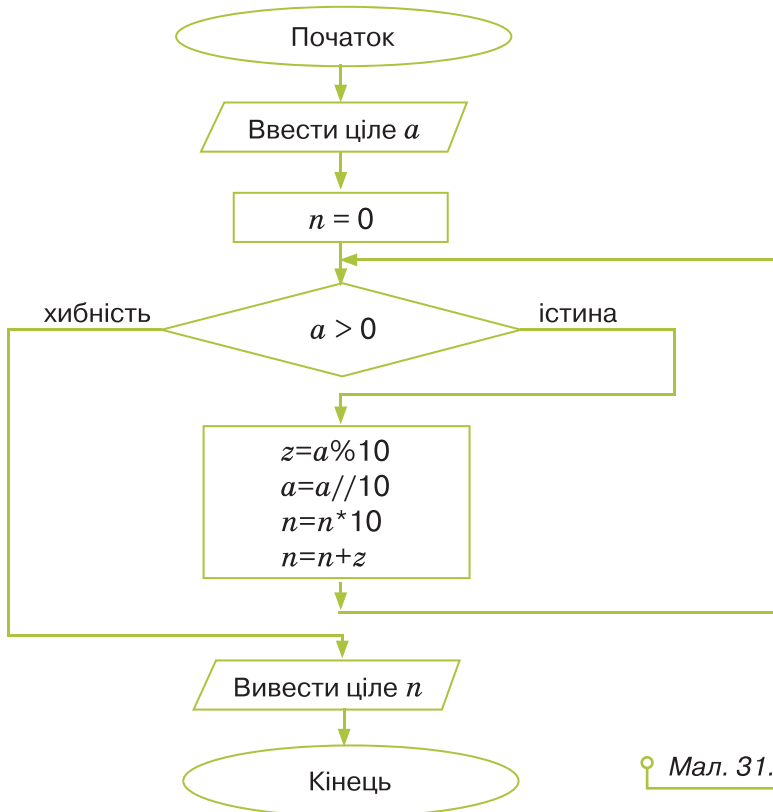 Початок
Ввести ціле a
n = 0
хибність
a > 0
істина
z=a%10
a=a//10
n=n*10
n=n+z
Вивести ціле n
Кінець
Мал. 31.